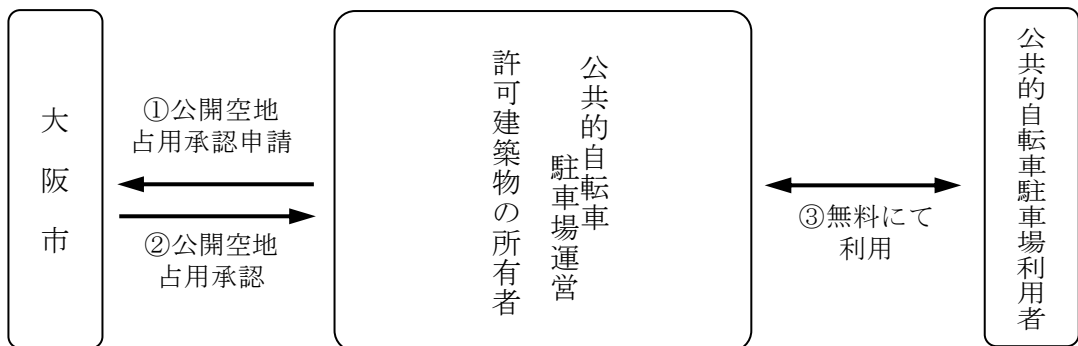 大阪市
①公開空地
占用承認申請
②公開空地
占用承認
公共的自転車
駐車場運営
許可建築物の所有者
③無料にて
利用
公共的自転車駐車場利用者